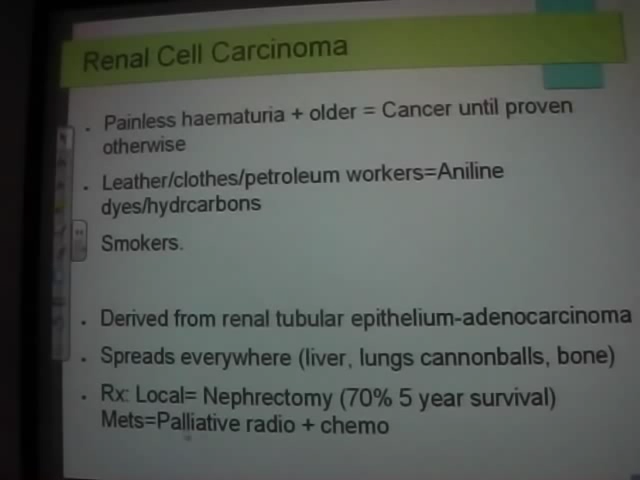 Renal Cell Carcinoma
. Painless haematuria + older = Cancer until proven
otherwise
. Leather/clothes/petroleum workers=Aniline
dyes/hydrcarbons
Smokers.
. Derived from renal tubular epithelium-adenocarcinoma
. Spreads everywhere (liver, lungs cannonballs, bone)
. Rx: Local= Nephrectomy (70% 5 year survival)
Mets=Palliative radio + chemo